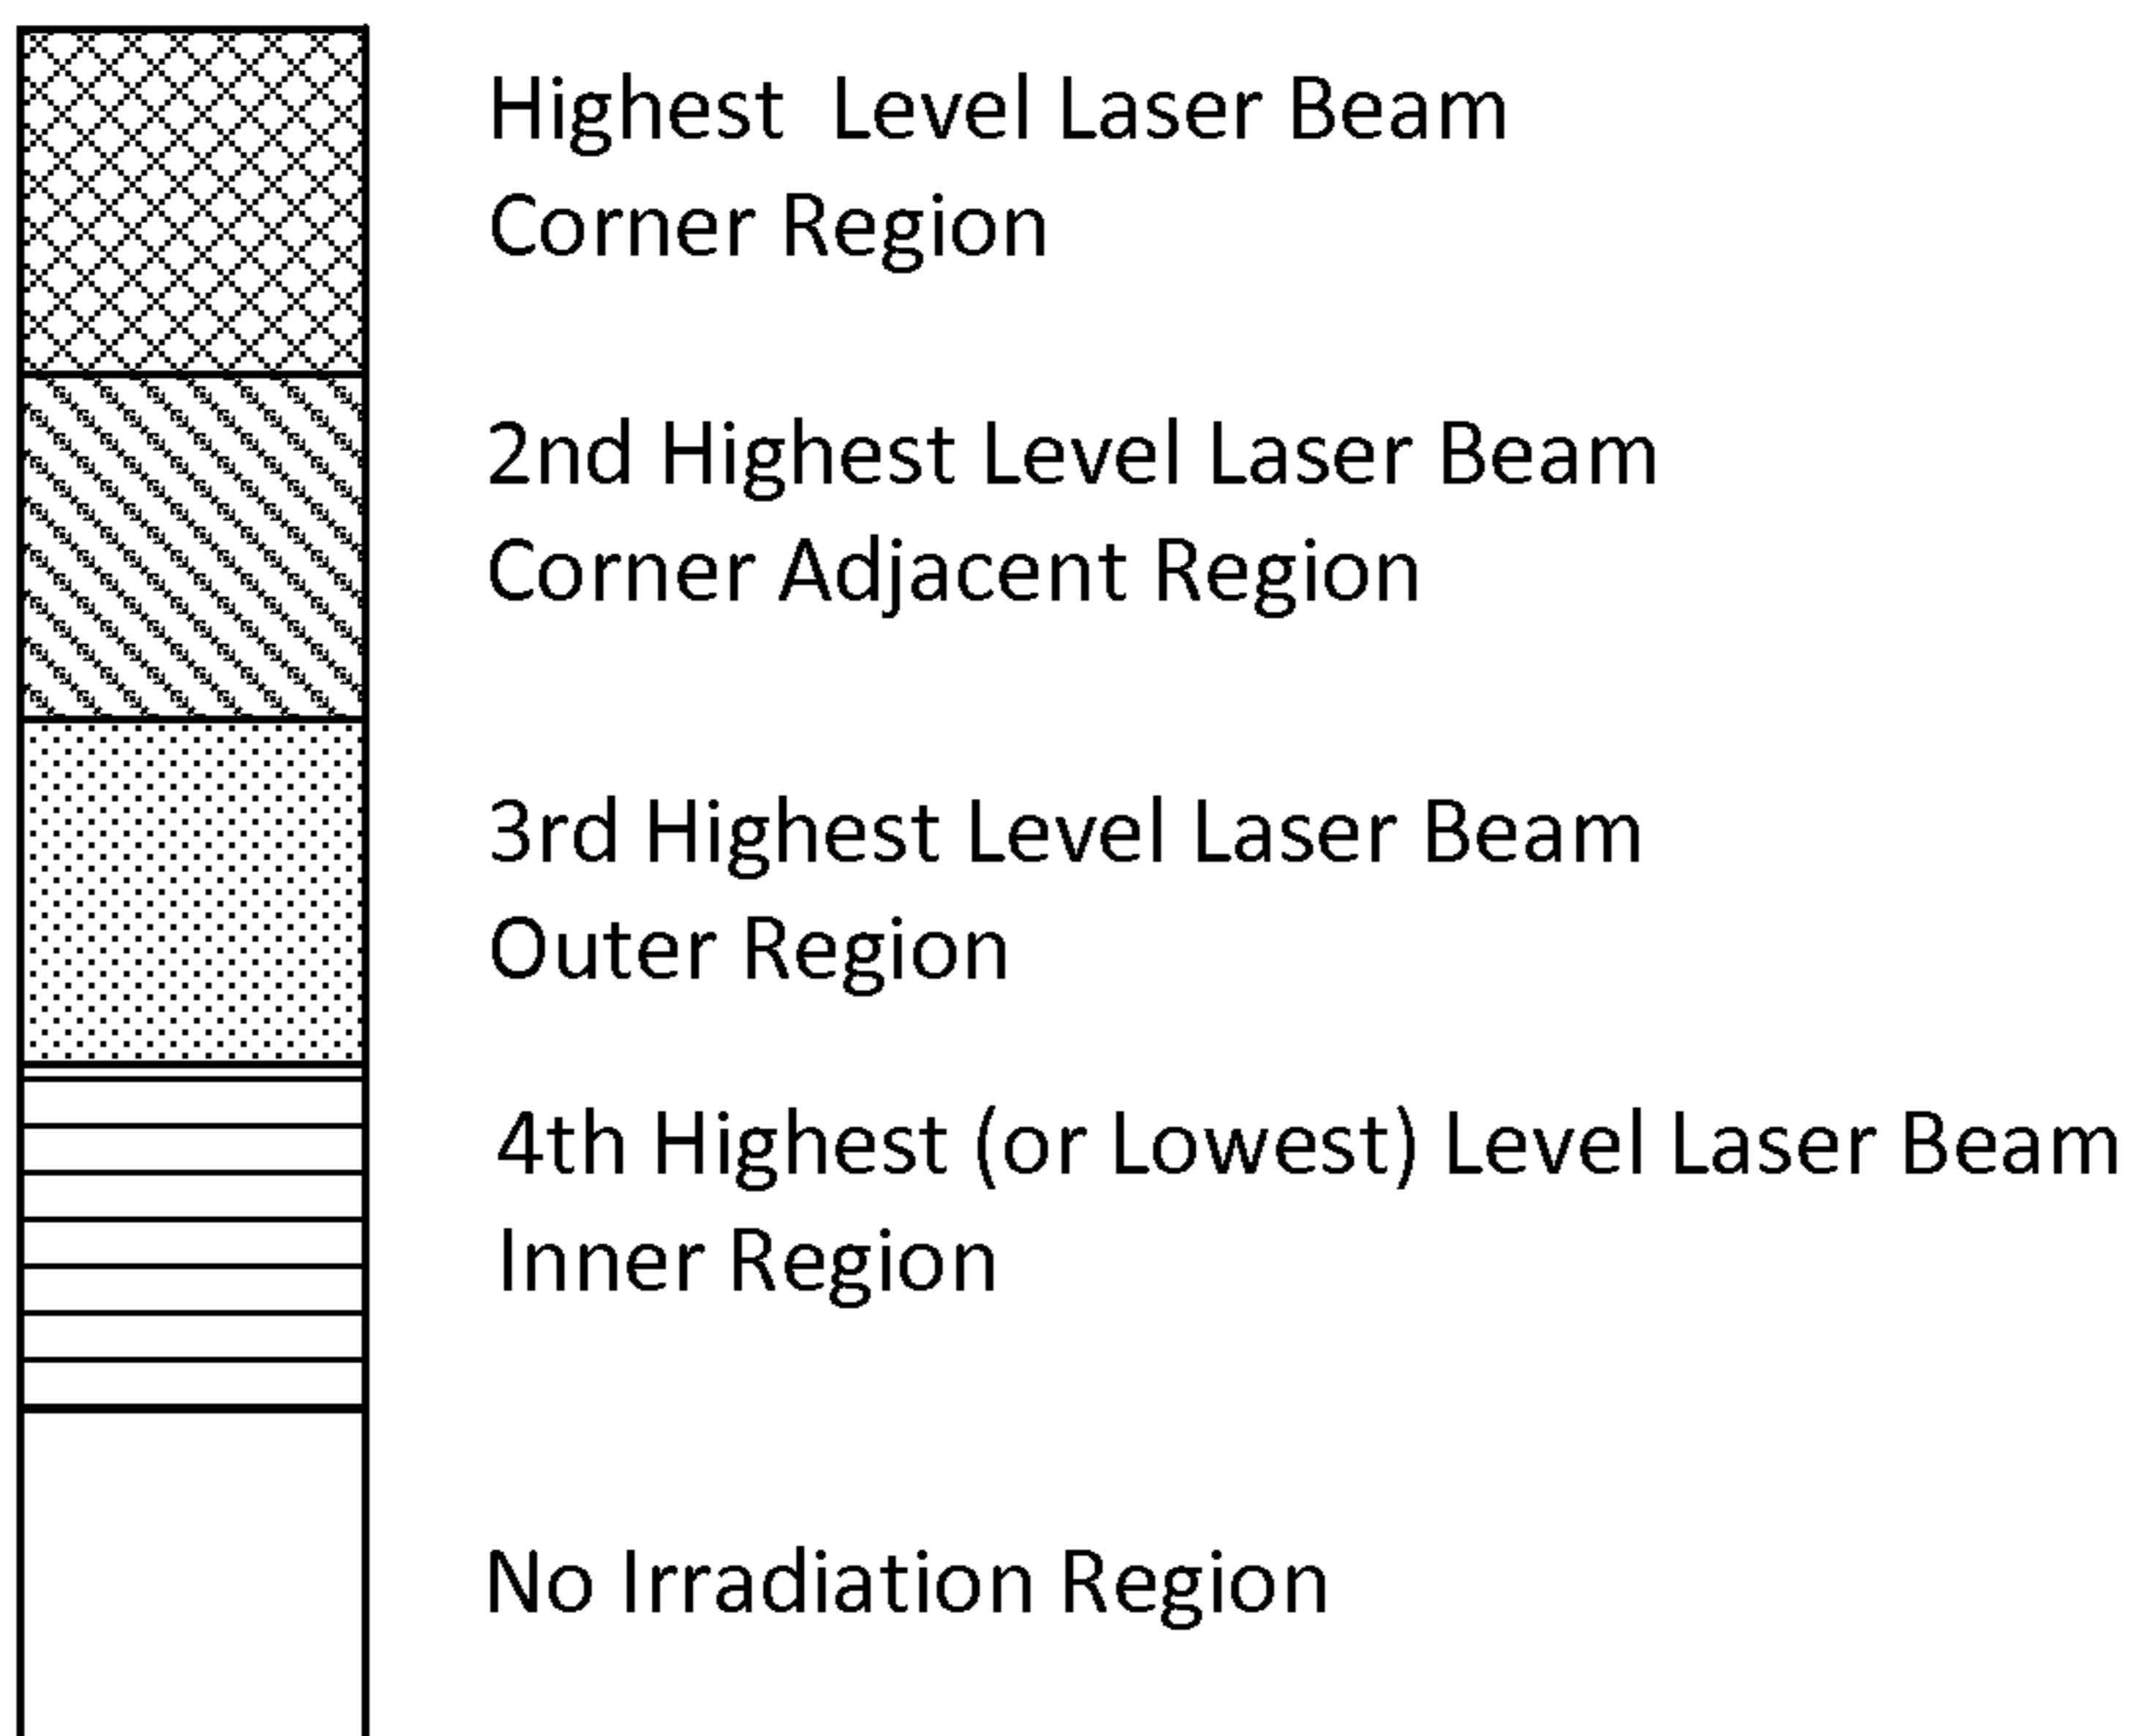 Highest Level Laser Beam
Corner Region
2nd Highest Level Laser Beam
Corner Adjacent Region
3rd Highest Level Laser Beam
Outer Region
4th Highest (or Lowest) Level Laser Beam
Inner Region
No Irradiation Region